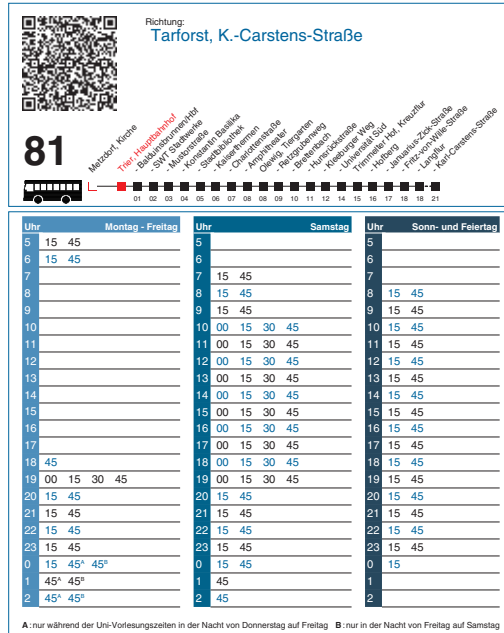 Richtung:
Tarforst, K.-Carstens-Straße
81
Metzdorf, Kirche
Trier, Hauptbahnhof
- Balduinsbrunnen/Hbf
- SWT Stadtwerke
- Mustorstraße
- Konstantin Basilika
- Stadtbibliothek
- Kaiserthermen
- Charlottenstraße
- Amphitheater
- Olewig, Tiergarten
- Retzgrubenweg
- Brettenbach
- Hunsrückstraße
- Kleeburger Weg
- Universität Süd
- Trimmelter Hof, Kreuzflur
- Hofberg
- Januarius-Zick-Straße
- Fritz-von-Wille-Straße
- Langflur
- Karl-Carstens-Straße
01 02 03 04 05 06 07 08 08 09 10 11 12 14 15 16 17 18 18 21
Uhr Montag - Freitag
5 15 45
6 15 45
7
8
9
10
11
12
13
14
15
16
17
18 45
19 00 15 30 45
20 15 45
21 15 45
22 15 45
23 15 45
0 15 45ᴬ 45ᴮ
1 45ᴬ 45ᴮ
2 45ᴬ 45ᴮ
Uhr Samstag
5
6
7 15 45
8 15 45
9 15 45
10 00 15 30 45
11 00 15 30 45
12 00 15 30 45
13 00 15 30 45
14 00 15 30 45
15 00 15 30 45
16 00 15 30 45
17 00 15 30 45
18 00 15 30 45
19 00 15 30 45
20 15 45
21 15 45
22 15 45
23 15 45
0 15 45
1 45
2 45
Uhr Sonn- und Feiertag
5
6
7
8 15 45
9 15 45
10 15 45
11 15 45
12 15 45
13 15 45
14 15 45
15 15 45
16 15 45
17 15 45
18 15 45
19 15 45
20 15 45
21 15 45
22 15 45
23 15 45
0 15
1
2
A : nur während der Uni-Vorlesungszeiten in der Nacht von Donnerstag auf Freitag B : nur in der Nacht von Freitag auf Samstag